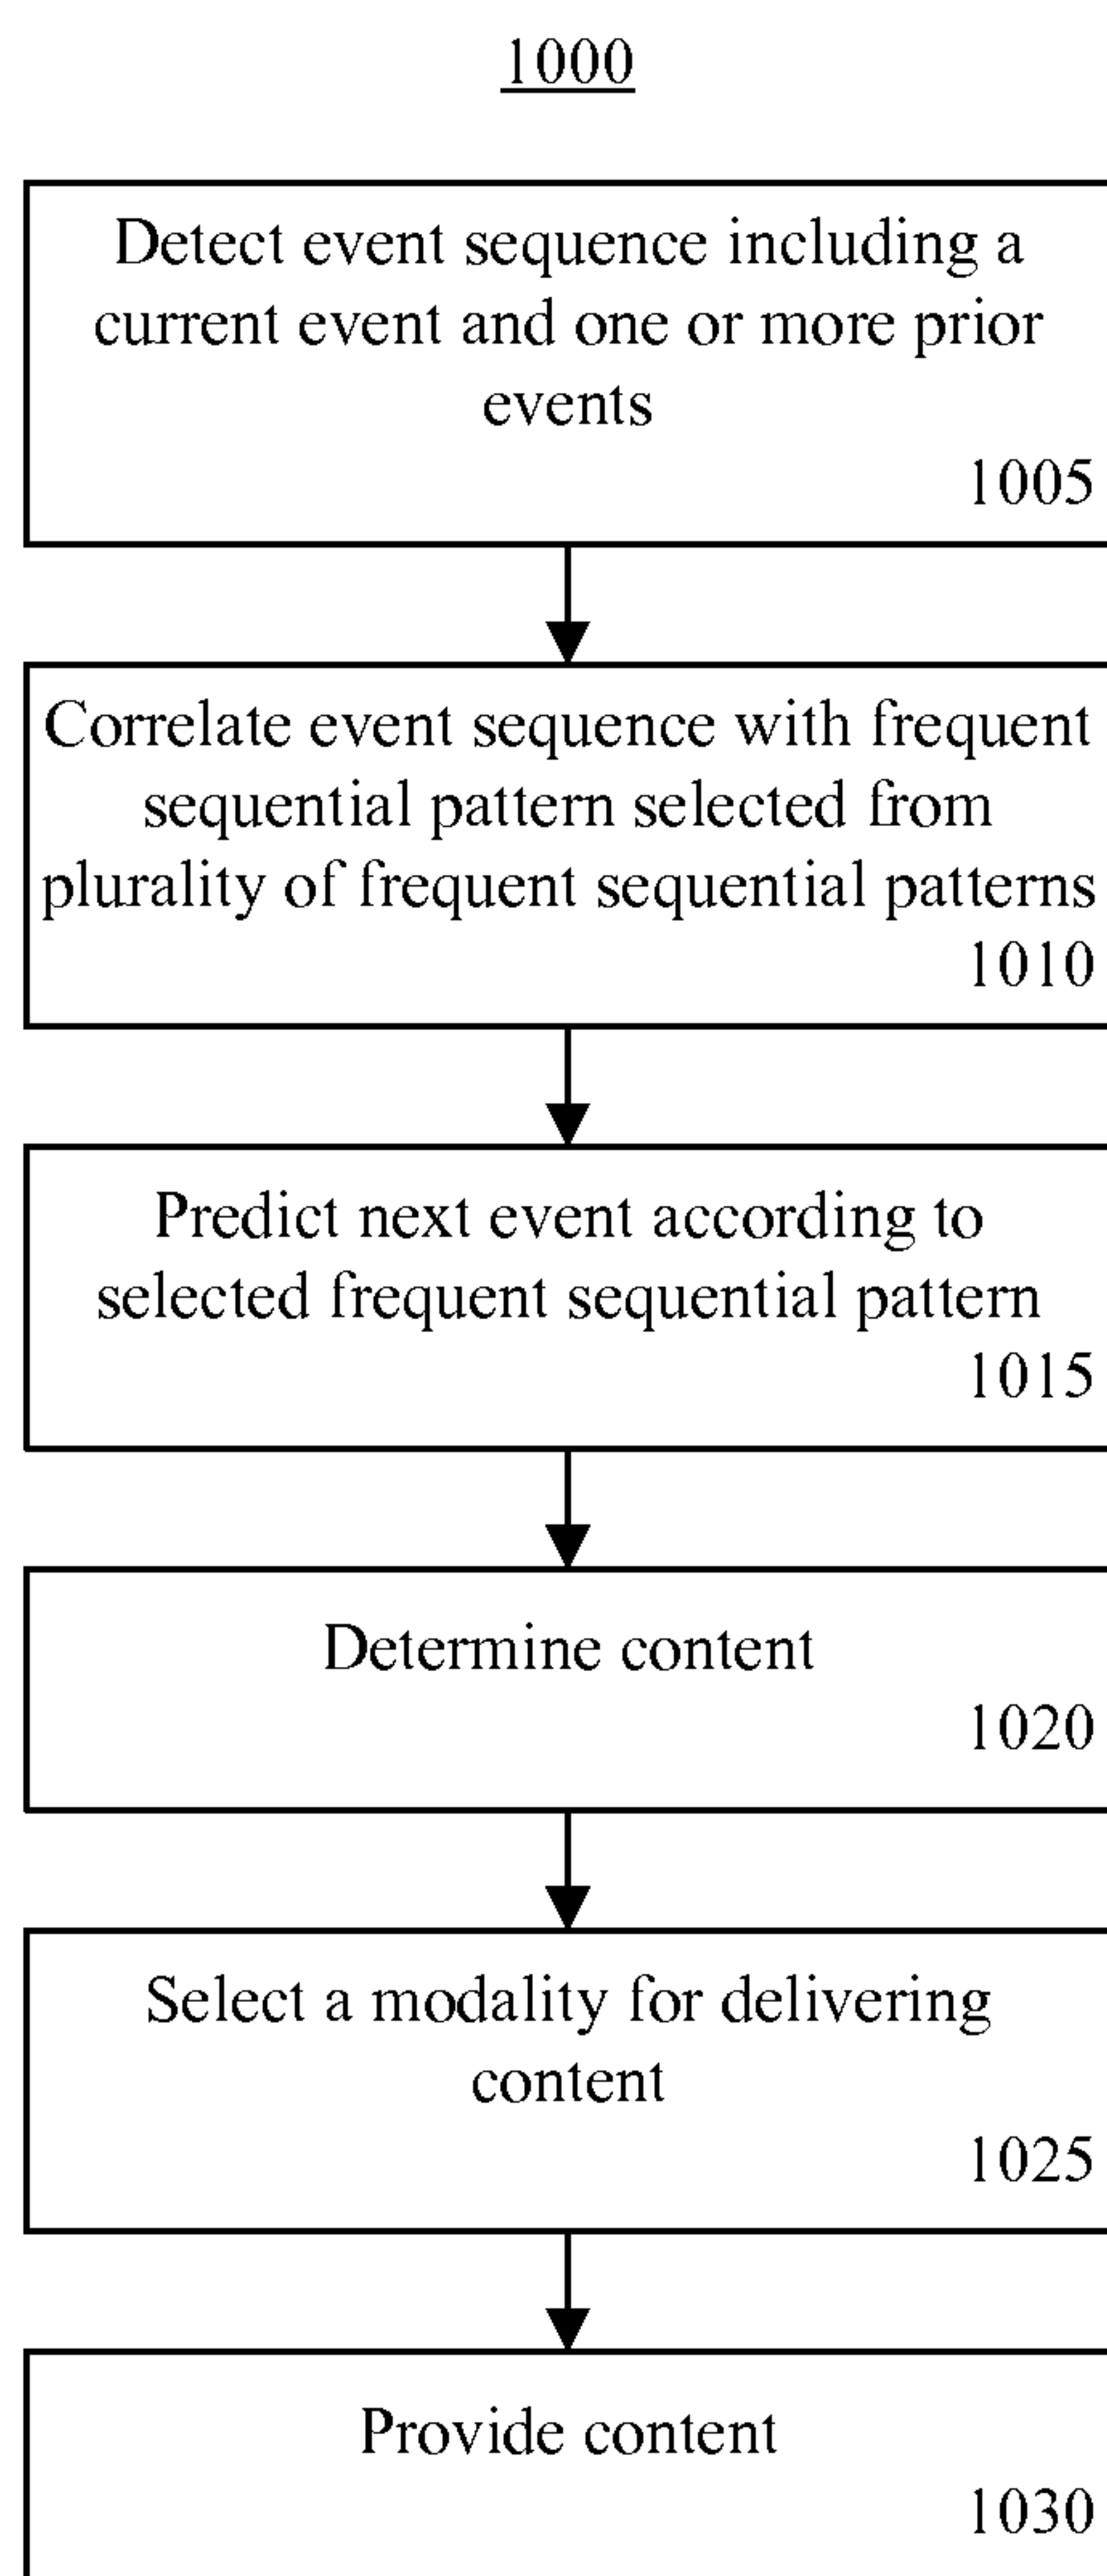 1000
Detect event sequence including a
current event and one or more prior
events
1005
Correlate event sequence with frequent
sequential pattern selected from
plurality of frequent sequential patterns
1010
Predict next event according to
selected frequent sequential pattern
1015
Determine content
1020
Select a modality for delivering
content
1025
Provide content
1030